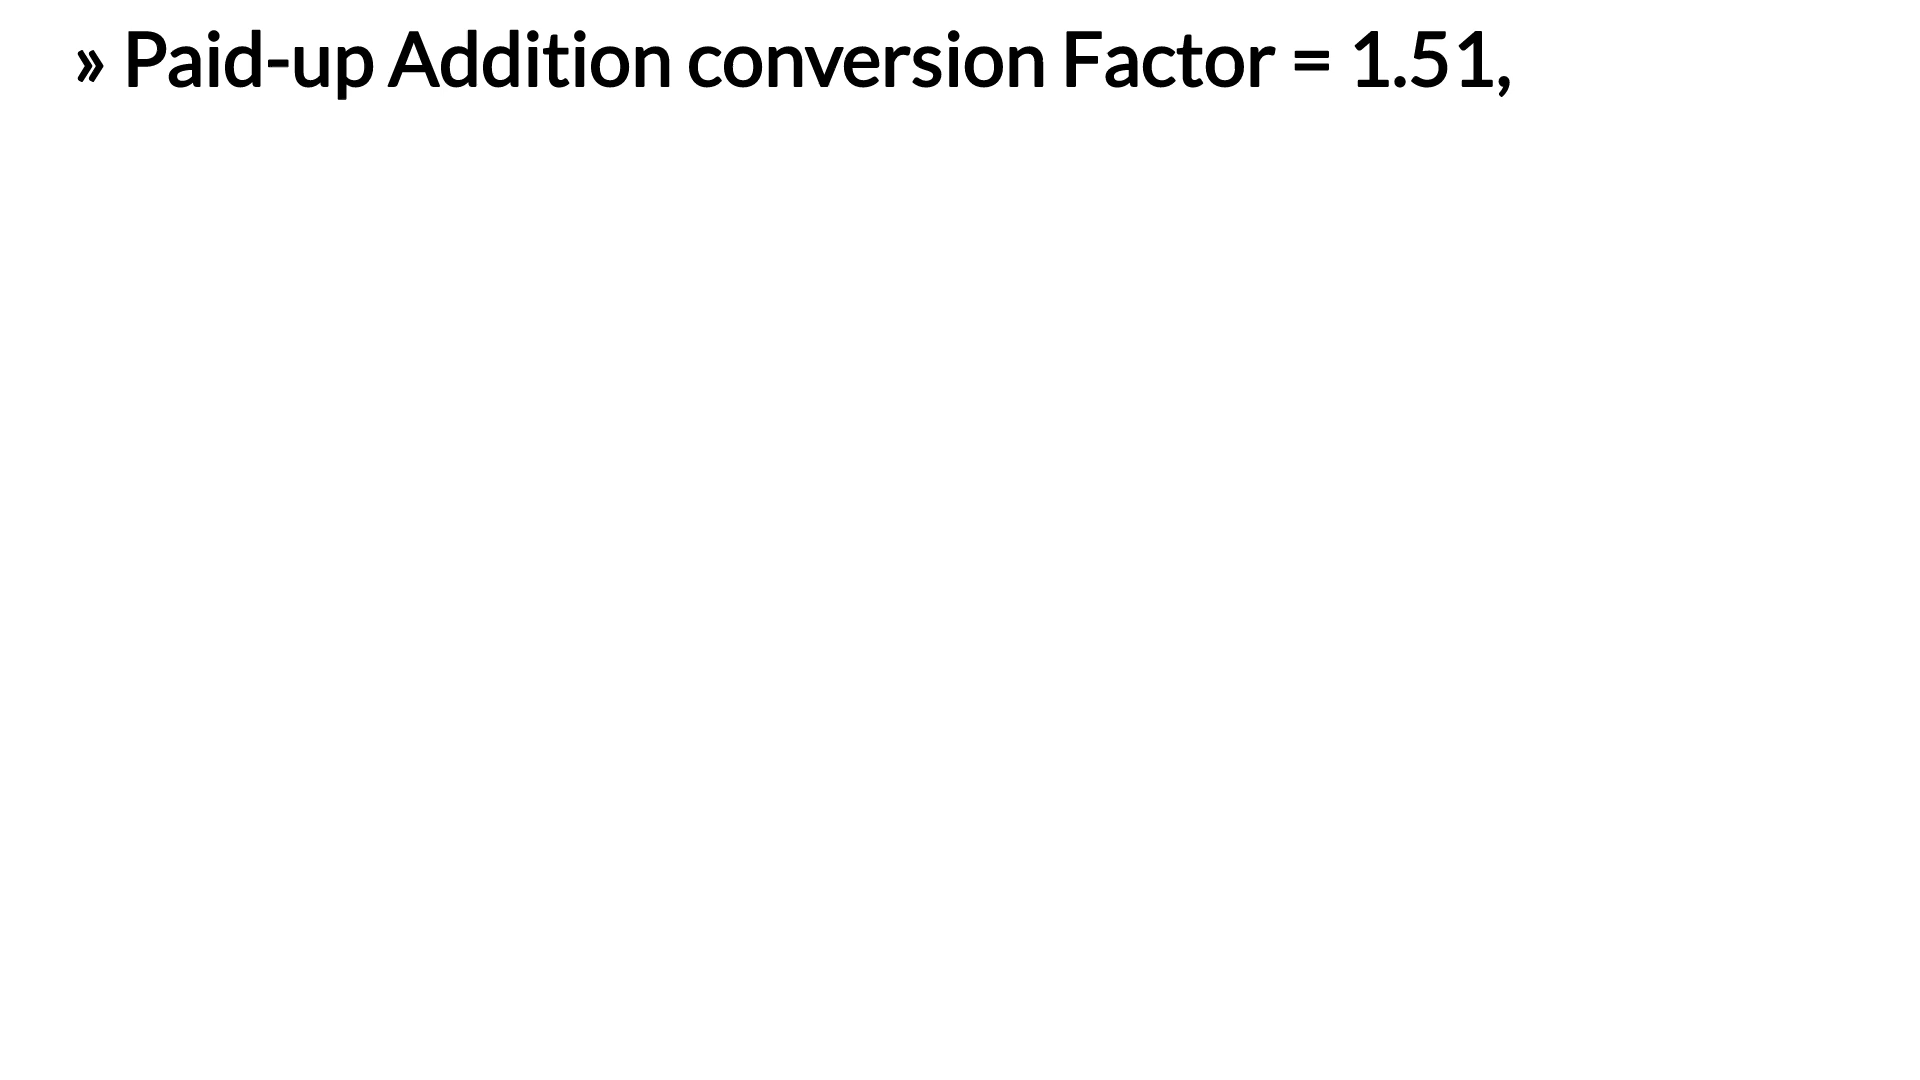 » Paid-up Addition conversion Factor = 1.51,